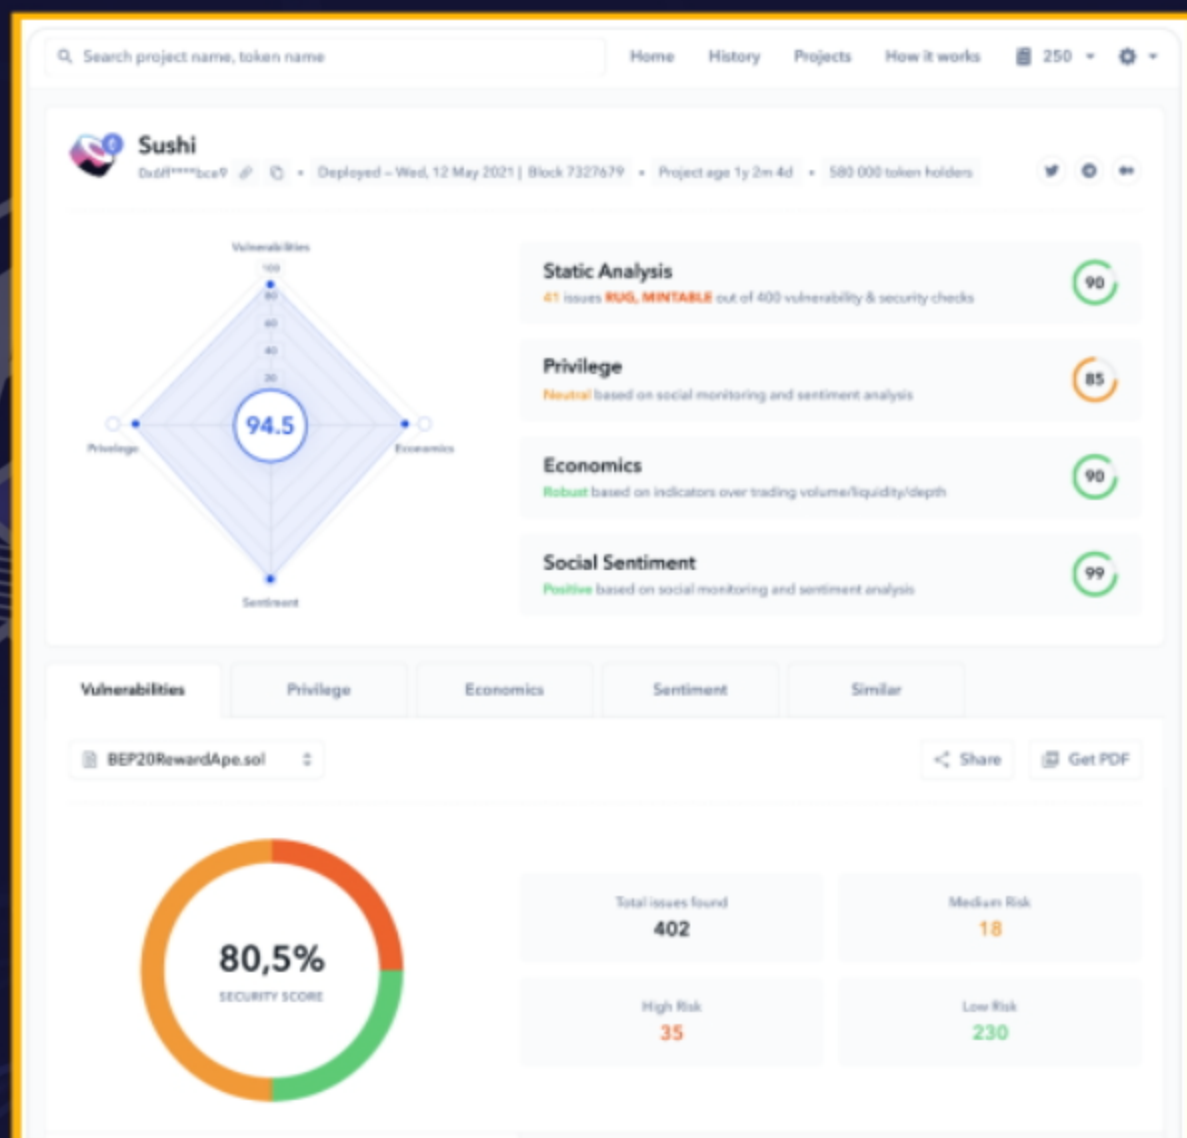 Search project name, token name
Home
History
Projects
How it works
250
Sushi
Deployed – Wed, 12 May 2021 | Block 7327679
Project age 1y 2m 4d
580 000 token holders
Vulnerabilities
100
80
60
40
20
94.5
Privelege
Economics
Sentiment
Static Analysis
41 issues RUG, MINTABLE out of 400 vulnerability & security checks
90
Privilege
Neutral based on social monitoring and sentiment analysis
85
Economics
Robust based on indicators over trading volume/liquidity/depth
90
Social Sentiment
Positive based on social monitoring and sentiment analysis
99
Vulnerabilities
Privilege
Economics
Sentiment
Similar
BEP20RewardApe.sol
Share
Get PDF
80,5%
SECURITY SCORE
Total issues found
402
Medium Risk
18
High Risk
35
Low Risk
230